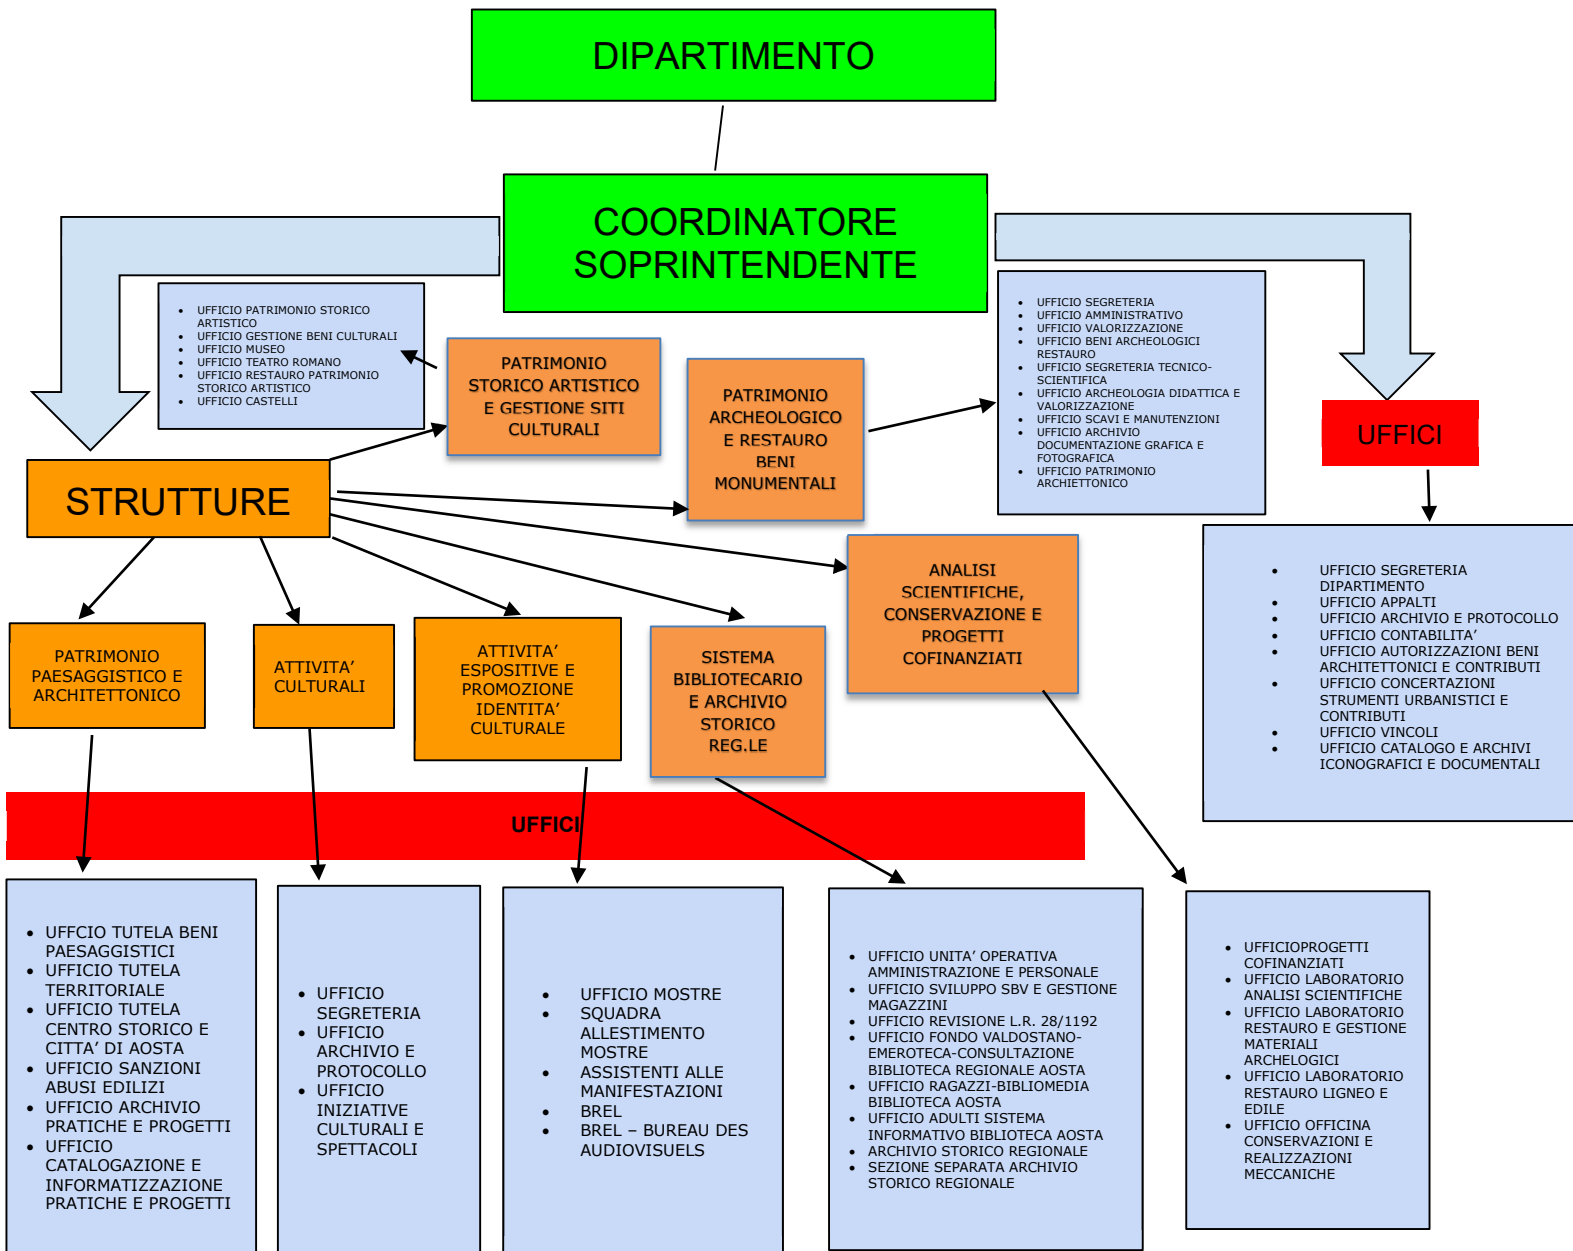 DIPARTIMENTO
COORDINATORE
SOPRINTENDENTE
• UFFICIO PATRIMONIO STORICO
ARTISTICO
• UFFICIO GESTIONE BENI CULTURALI
• UFFICIO MUSEO
• UFFICIO TEATRO ROMANO
• UFFICIO RESTAURO PATRIMONIO
STORICO ARTISTICO
• UFFICIO CASTELLI
PATRIMONIO
STORICO ARTISTICO
E GESTIONE SITI
CULTURALI
PATRIMONIO
ARCHEOLOGICO
E RESTAURO
BENI
MONUMENTALI
• UFFICIO SEGRETERIA
• UFFICIO AMMINISTRATIVO
• UFFICIO VALORIZZAZIONE
• UFFICIO BENI ARCHEOLOGICI
RESTAURO
• UFFICIO SEGRETERIA TECNICO-
SCIENTIFICA
• UFFICIO ARCHEOLOGIA DIDATTICA E
VALORIZZAZIONE
• UFFICIO SCAVI E MANUTENZIONI
• UFFICIO ARCHIVIO
DOCUMENTAZIONE GRAFICA E
FOTOGRAFICA
• UFFICIO PATRIMONIO
ARCHIETTONICO
UFFICI
STRUTTURE
• UFFICIO SEGRETERIA
DIPARTIMENTO
• UFFICIO APPALTI
• UFFICIO ARCHIVIO E PROTOCOLLO
• UFFICIO CONTABILITA’
• UFFICIO AUTORIZZAZIONI BENI
ARCHITETTONICI E CONTRIBUTI
• UFFICIO CONCERTAZIONI
STRUMENTI URBANISTICI E
CONTRIBUTI
• UFFICIO VINCOLI
• UFFICIO CATALOGO E ARCHIVI
ICONOGRAFICI E DOCUMENTALI
PATRIMONIO
PAESAGGISTICO E
ARCHITETTONICO
ATTIVITA’
CULTURALI
ATTIVITA’
ESPOSITIVE E
PROMOZIONE
IDENTITA’
CULTURALE
SISTEMA
BIBLIOTECARIO
E ARCHIVIO
STORICO
REG.LE
ANALISI
SCIENTIFICHE,
CONSERVAZIONE E
PROGETTI
COFINANZIATI
UFFICI
• UFFCIO TUTELA BENI
PAESAGGISTICI
• UFFICIO TUTELA
TERRITORIALE
• UFFICIO TUTELA
CENTRO STORICO E
CITTA’ DI AOSTA
• UFFICIO SANZIONI
ABUSI EDILIZI
• UFFICIO ARCHIVIO
PRATICHE E PROGETTI
• UFFICIO
CATALOGAZIONE E
INFORMATIZZAZIONE
PRATICHE E PROGETTI
• UFFICIO
SEGRETERIA
• UFFICIO
ARCHIVIO E
PROTOCOLLO
• UFFICIO
INIZIATIVE
CULTURALI E
SPETTACOLI
• UFFICIO MOSTRE
• SQUADRA
ALLESTIMENTO
MOSTRE
• ASSISTENTI ALLE
MANIFESTAZIONI
• BREL
• BREL – BUREAU DES
AUDIOVISUELS
• UFFICIO UNITA’ OPERATIVA
AMMINISTRAZIONE E PERSONALE
• UFFICIO SVILUPPO SBV E GESTIONE
MAGAZZINI
• UFFICIO REVISIONE L.R. 28/1192
• UFFICIO FONDO VALDOSTANO-
EMEROTECA-CONSULTAZIONE
BIBLIOTECA REGIONALE AOSTA
• UFFICIO RAGAZZI-BIBLIOMEDIA
BIBLIOTECA AOSTA
• UFFICIO ADULTI SISTEMA
INFORMATIVO BIBLIOTECA AOSTA
• ARCHIVIO STORICO REGIONALE
• SEZIONE SEPARATA ARCHIVIO
STORICO REGIONALE
• UFFICIOPROGETTI
COFINANZIATI
• UFFICIO LABORATORIO
ANALISI SCIENTIFICHE
• UFFICIO LABORATORIO
RESTAURO E GESTIONE
MATERIALI
ARCHELOGICI
• UFFICIO LABORATORIO
RESTAURO LIGNEO E
EDILE
• UFFICIO OFFICINA
CONSERVAZIONI E
REALIZZAZIONI
MECCANICHE